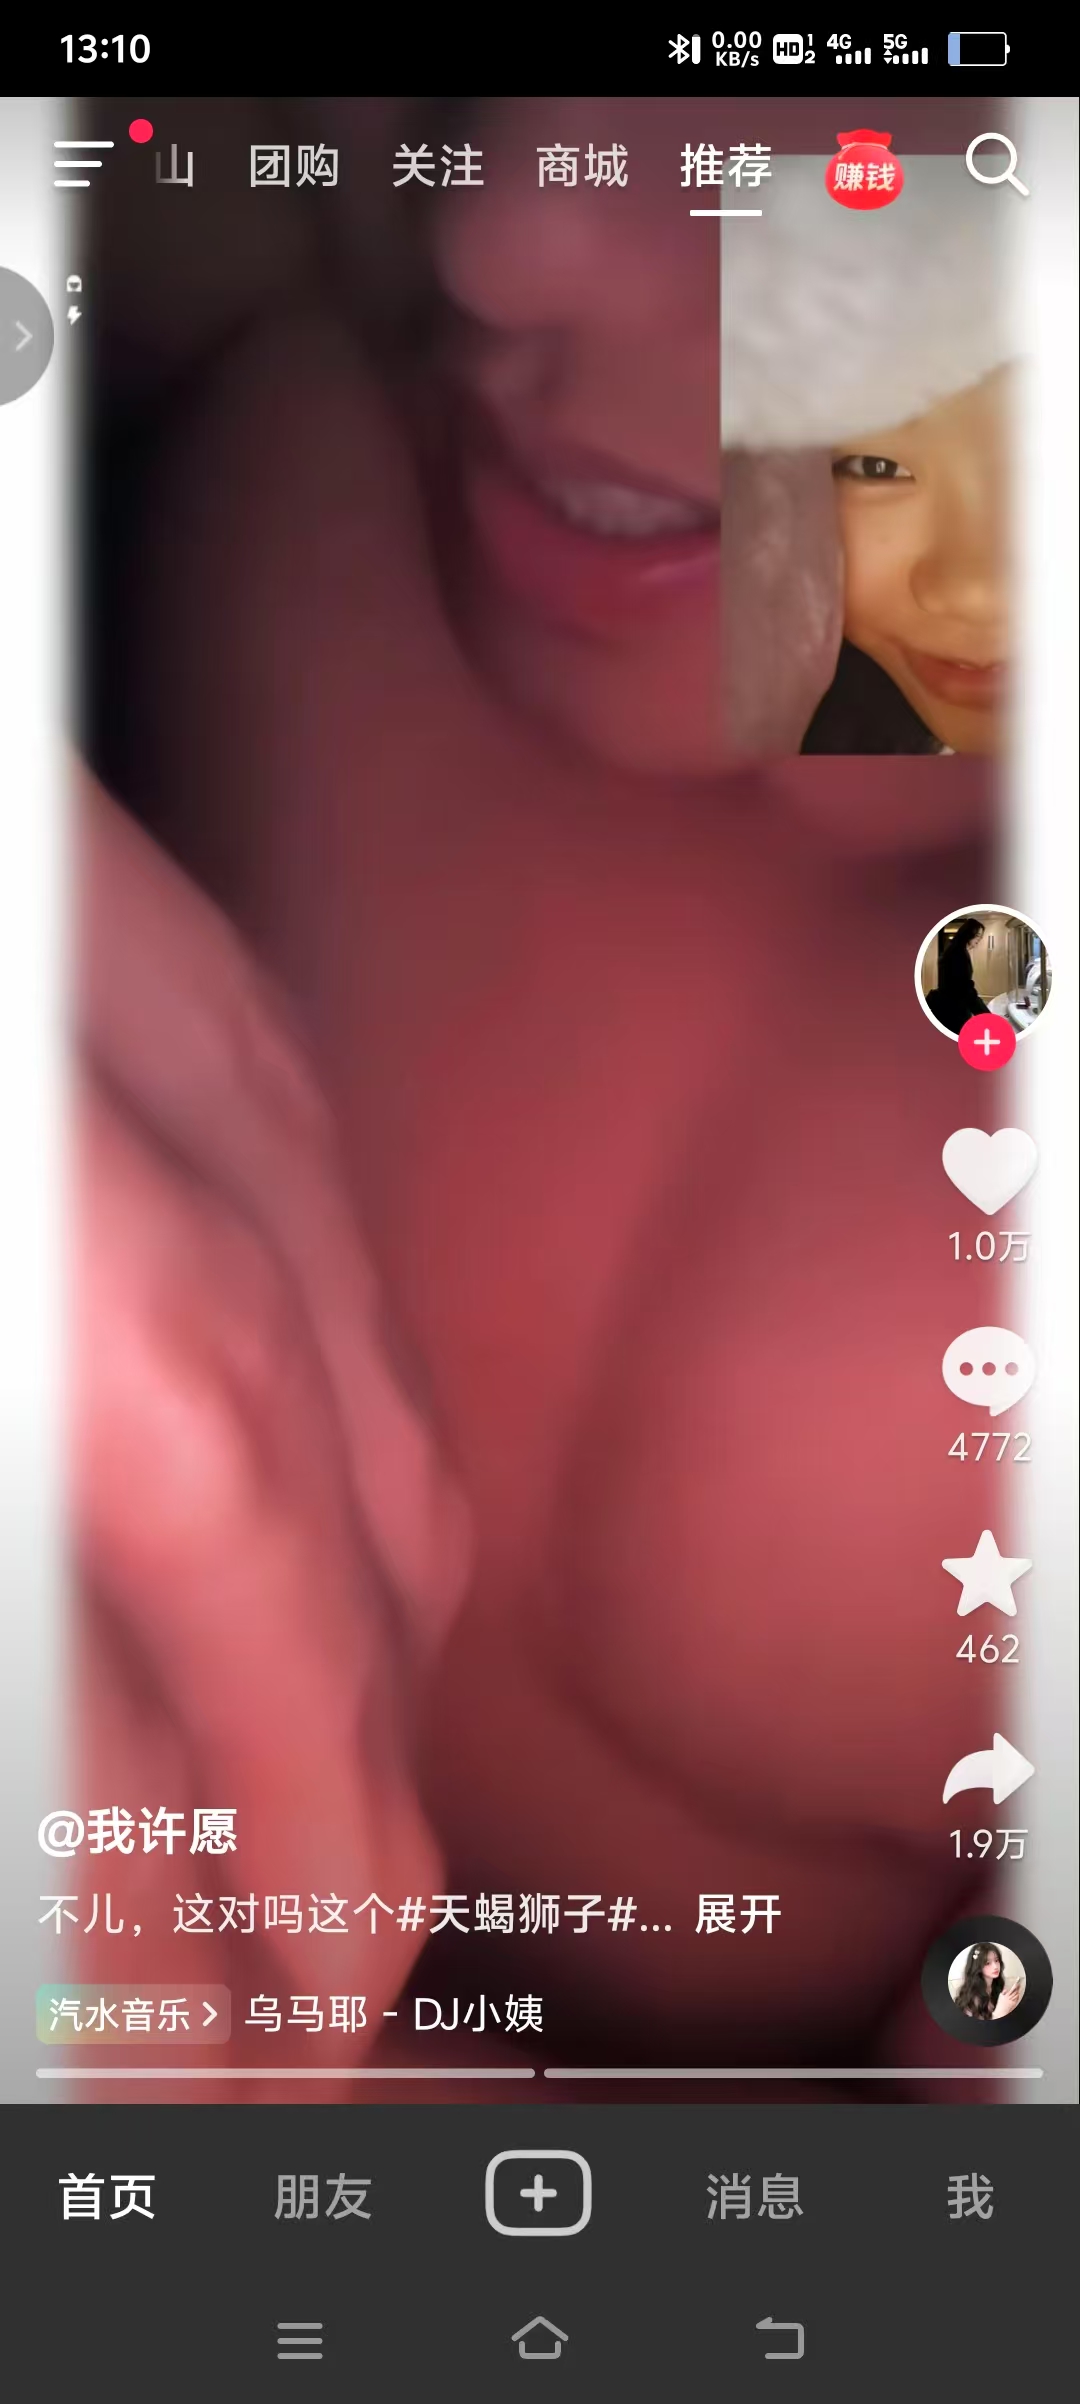 13:10
0.00 KB/s HD 1 2 4G 5G
山 团购 关注 商城 推荐 赚钱
1.0万
4772
462
1.9万
@我许愿
不儿，这对吗这个#天蝎狮子#... 展开
汽水音乐 > 乌马耶 - DJ小姨
首页 朋友 消息 我